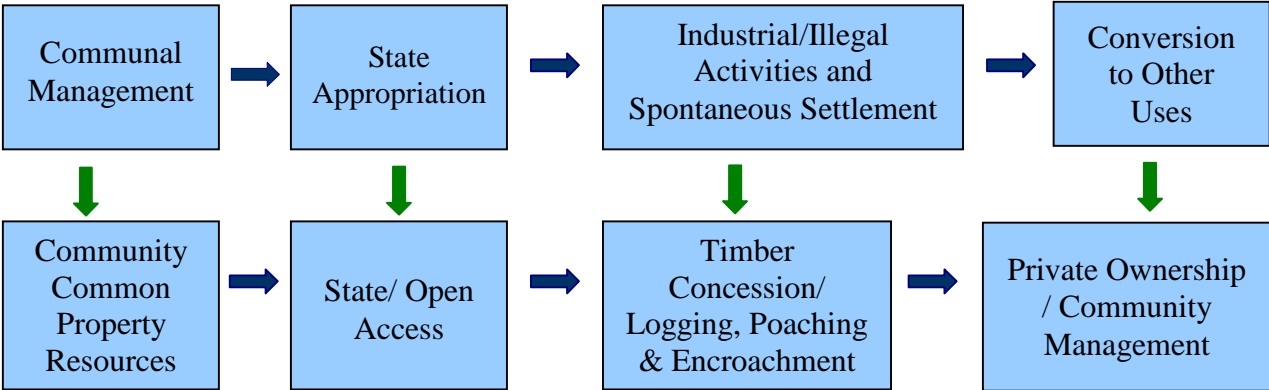 Communal
Management
State
Appropriation
Industrial/Illegal
Activities and
Spontaneous Settlement
Conversion
to Other
Uses
Community
Common
Property
Resources
State/ Open
Access
Timber
Concession/
Logging, Poaching
& Encroachment
Private Ownership
/ Community
Management